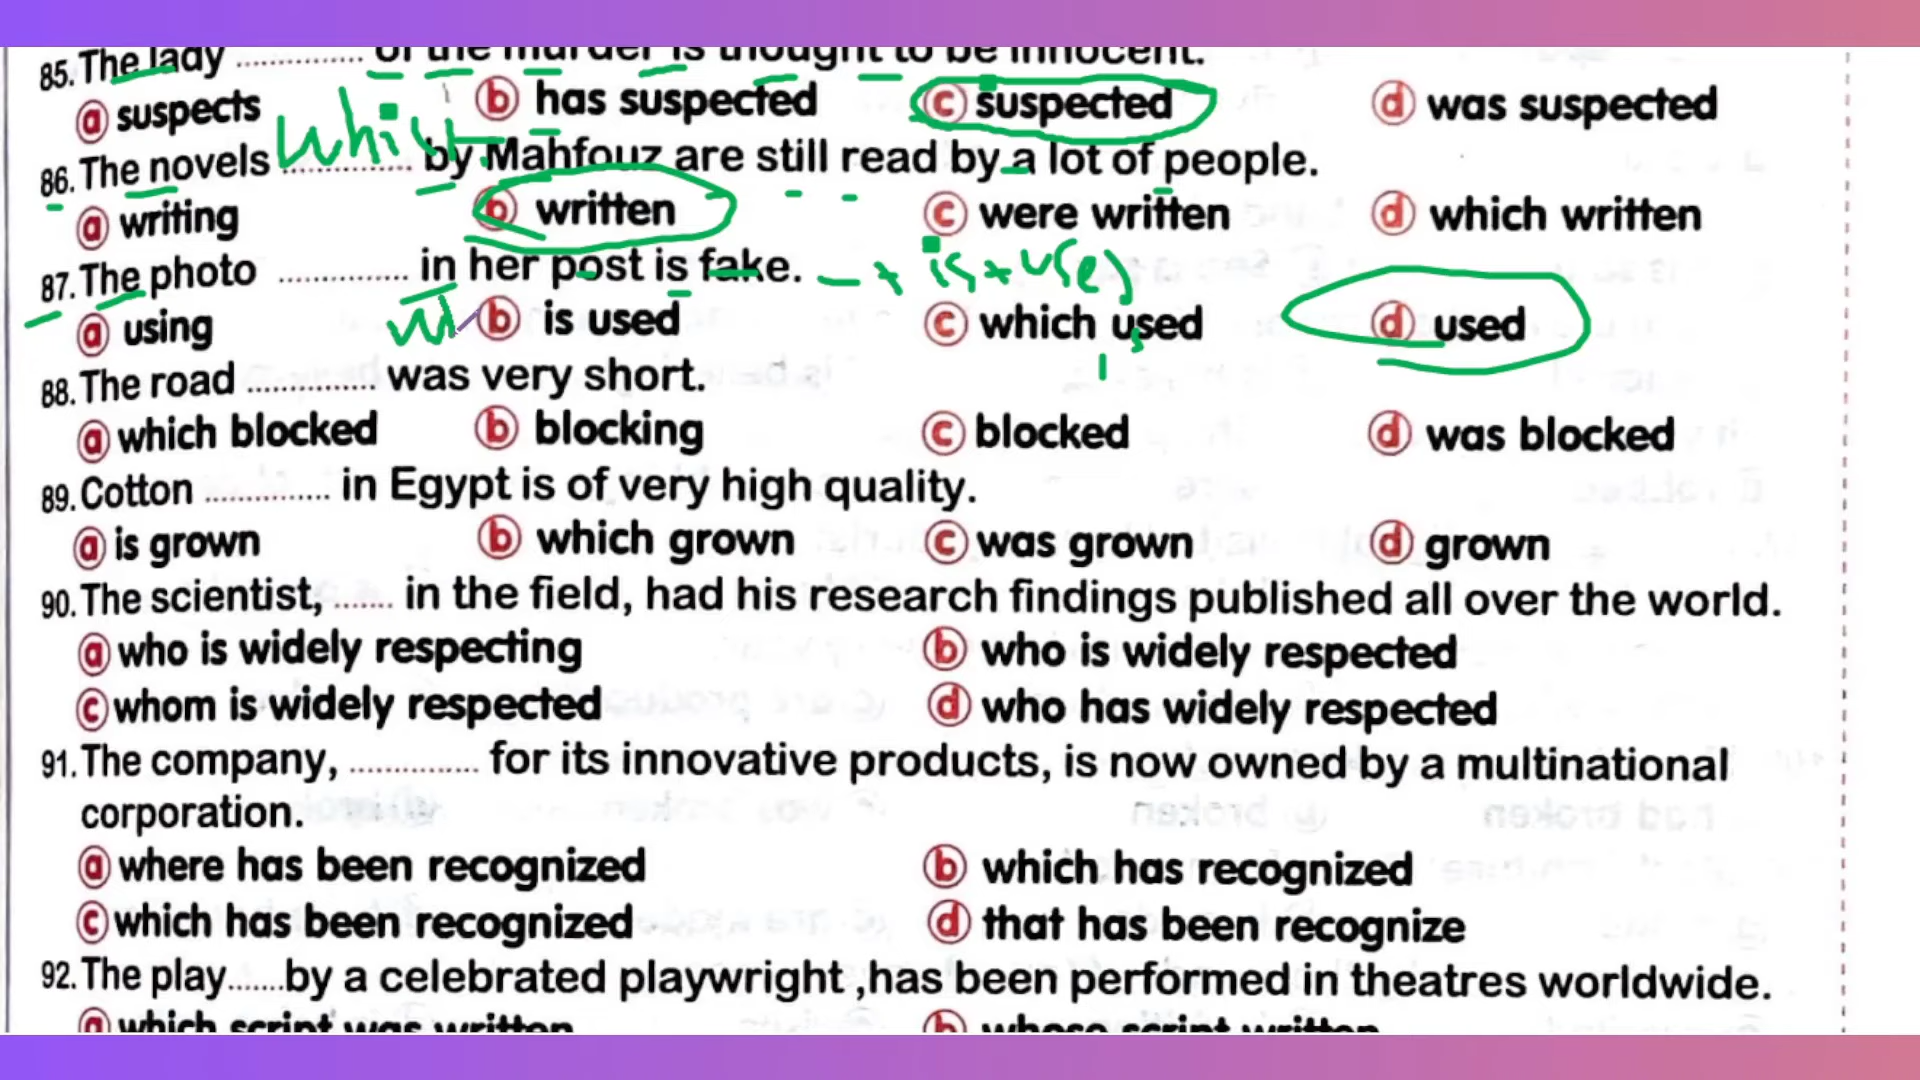 85. The lady ............ of the murder is thought to be innocent.
a suspects b has suspected c suspected d was suspected
86. The novels ............ by Mahfouz are still read by a lot of people.
a writing b written c were written d which written
87. The photo ............ in her post is fake.
a using b is used c which used d used
88. The road ............ was very short.
a which blocked b blocking c blocked d was blocked
89. Cotton ............ in Egypt is of very high quality.
a is grown b which grown c was grown d grown
90. The scientist, ...... in the field, had his research findings published all over the world.
a who is widely respecting b who is widely respected
c whom is widely respected d who has widely respected
91. The company, ............ for its innovative products, is now owned by a multinational
corporation.
a where has been recognized b which has recognized
c which has been recognized d that has been recognize
92. The play......by a celebrated playwright ,has been performed in theatres worldwide.
a which script was written b whose script written